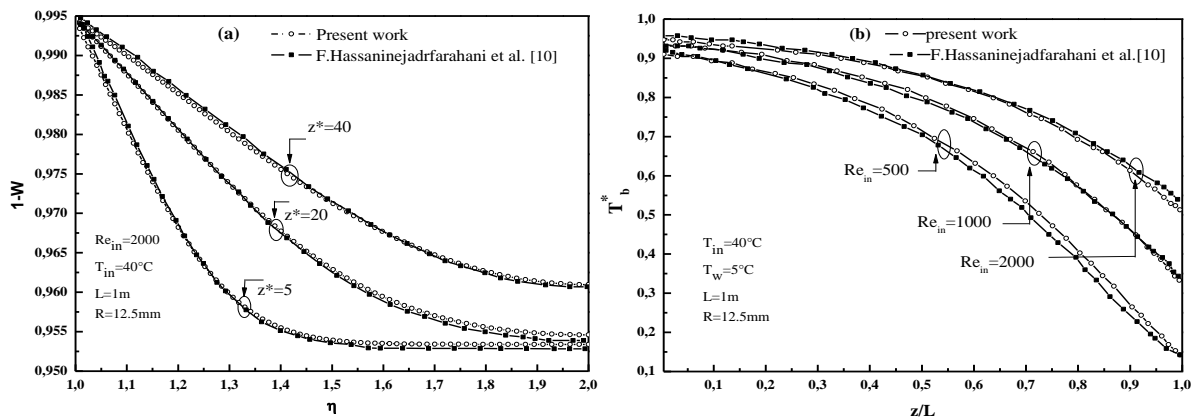 (a)
Present work
F.Hassaninejadrfarahani et al. [10]
0,995
0,990
0,985
0,980
0,975
0,970
0,965
0,960
0,955
0,950
1-W
z*=40
z*=20
z*=5
Re_in=2000
T_in=40°C
L=1m
R=12.5mm
1,0 1,1 1,2 1,3 1,4 1,5 1,6 1,7 1,8 1,9 2,0
η
(b)
present work
F.Hassaninejadfarahani et al.[10]
1,0
0,9
0,8
0,7
0,6
0,5
0,4
0,3
0,2
0,1
T*_b
Re_in=500
Re_in=1000
Re_in=2000
T_in=40°C
T_w=5°C
L=1m
R=12.5mm
0,1 0,2 0,3 0,4 0,5 0,6 0,7 0,8 0,9 1,0
z/L